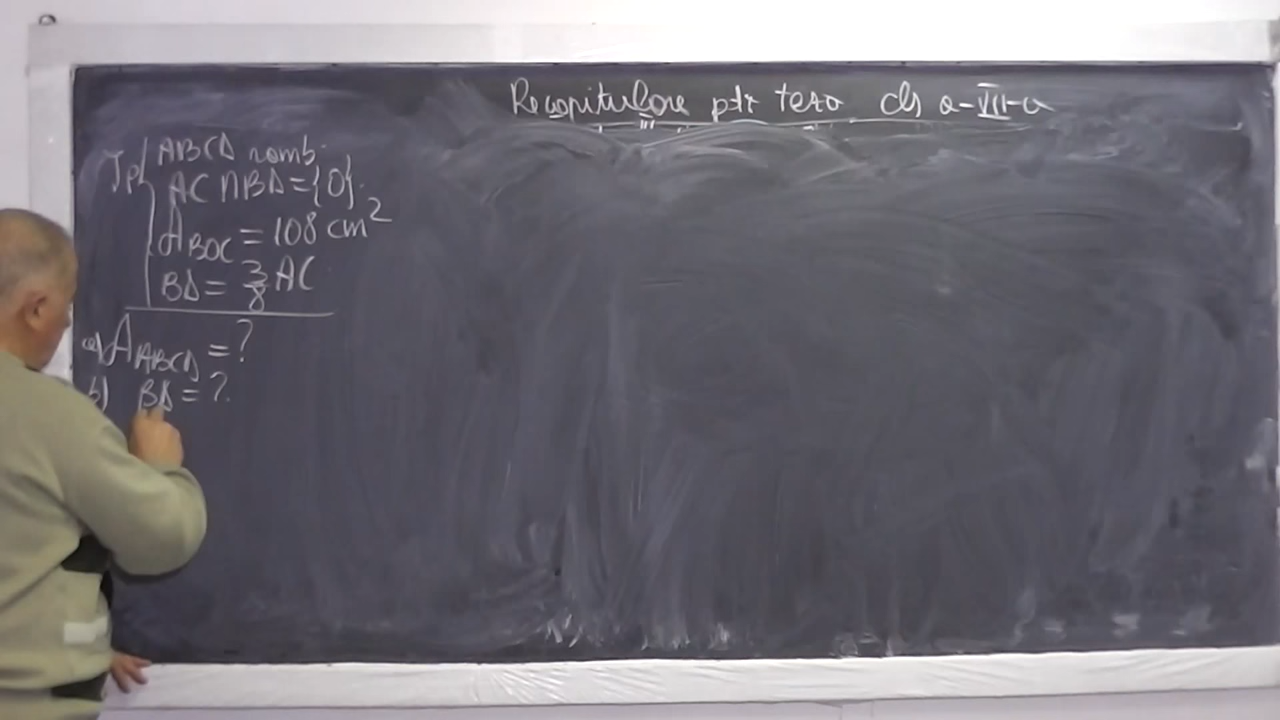 Recapitulare ptr teza cls a-VII-a
Ip ABCD romb.
AC ∩ BD = {O}.
A_BOC = 108 cm²
BD = 3/8 AC
a) A_ABCD = ?
b) BD = ?